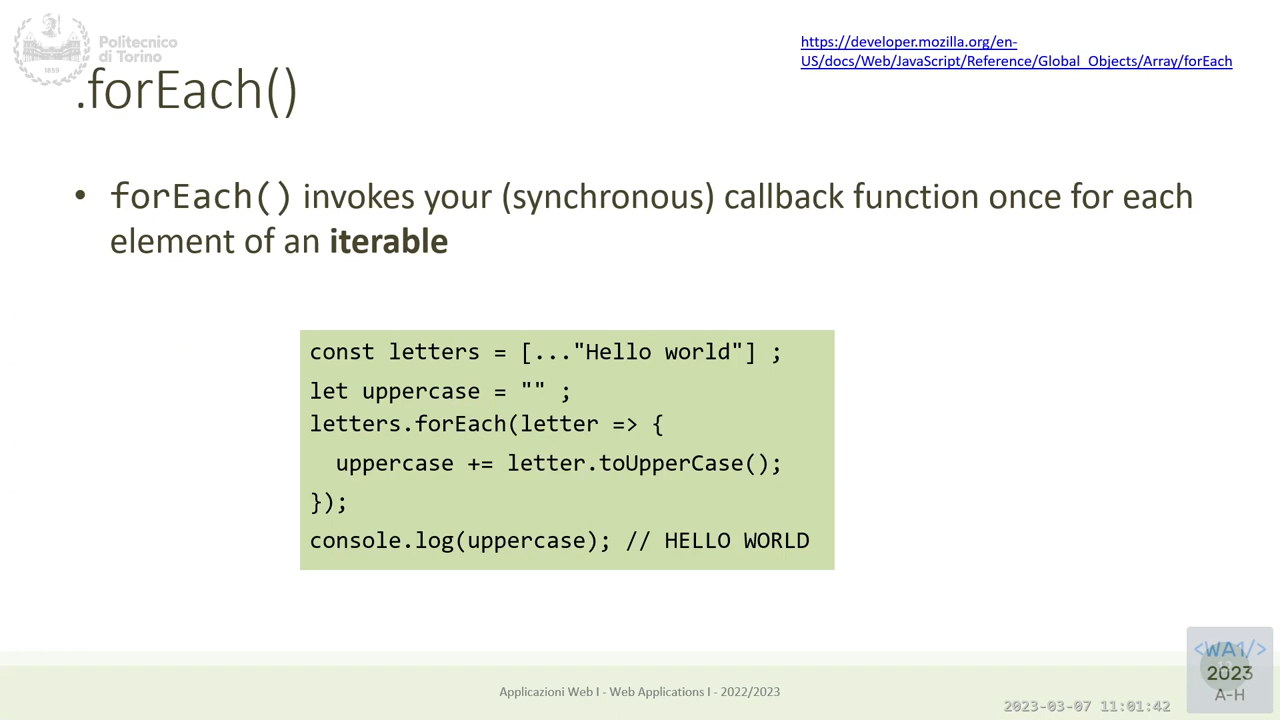 Politecnico
di Torino
1859
https://developer.mozilla.org/en-
US/docs/Web/JavaScript/Reference/Global_Objects/Array/forEach
.forEach()
• forEach() invokes your (synchronous) callback function once for each
element of an iterable
const letters = [..."Hello world"] ;
let uppercase = "" ;
letters.forEach(letter => {
  uppercase += letter.toUpperCase();
});
console.log(uppercase); // HELLO WORLD
Applicazioni Web I - Web Applications I - 2022/2023
2023-03-07 11:01:42
<WA1/>
2023
A-H